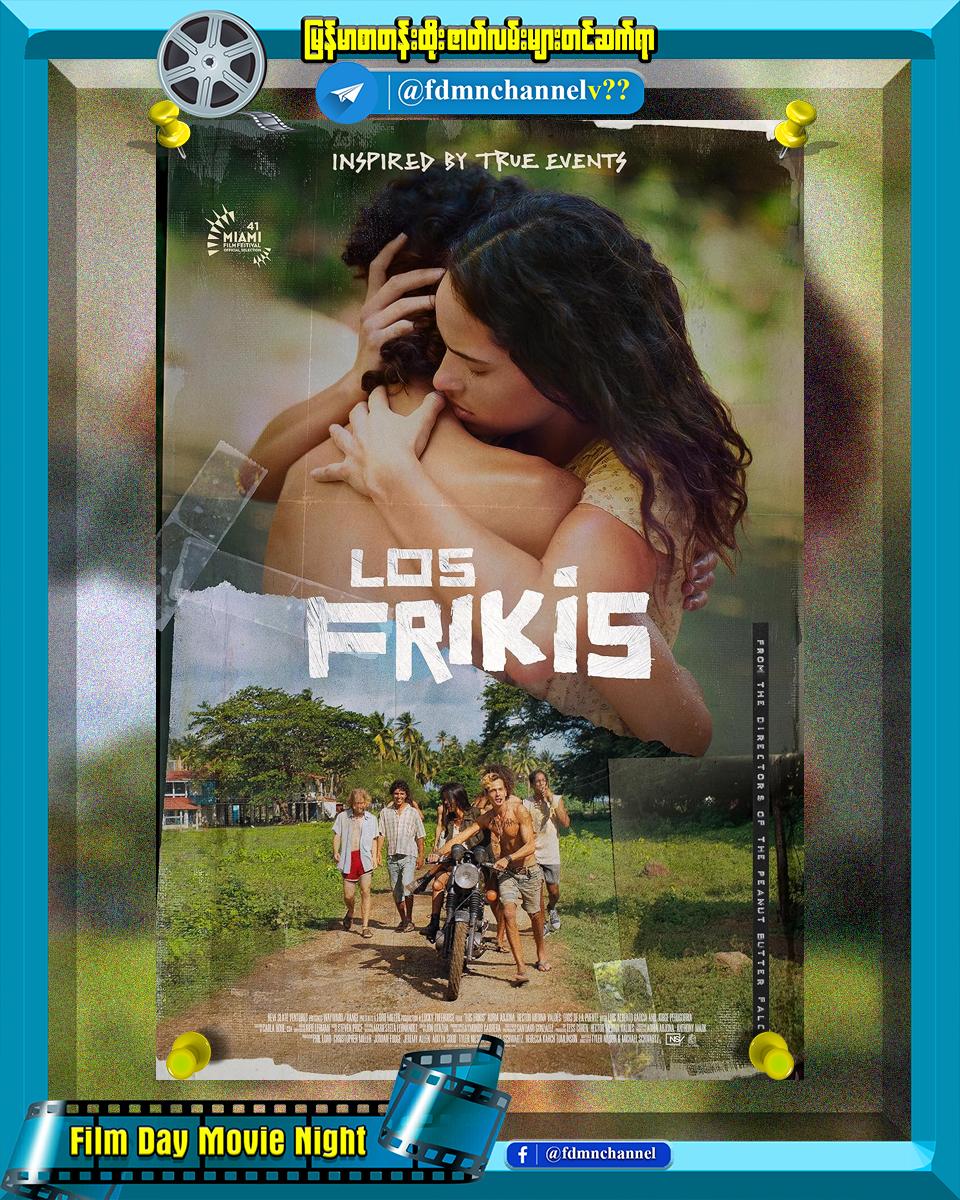 မြန်မာစာတန်းထိုးဇာတ်လမ်းများတင်ဆက်ရာ
@fdmnchannelv??
INSPIRED BY TRUE EVENTS
41
MIAMI
FILM FESTIVAL
OFFICIAL SELECTION
LOS
FRIKIS
FROM THE DIRECTORS OF THE PEANUT BUTTER FALC
Film Day Movie Night
@fdmnchannel